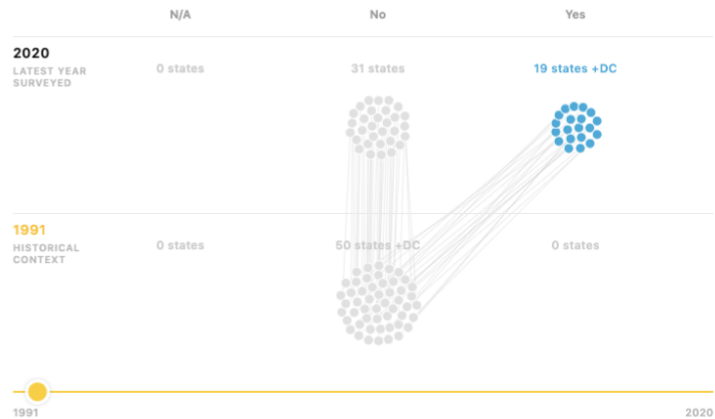 N/A No Yes
2020
LATEST YEAR
SURVEYED
0 states 31 states 19 states +DC
1991
HISTORICAL
CONTEXT
0 states 50 states +DC 0 states
1991 2020